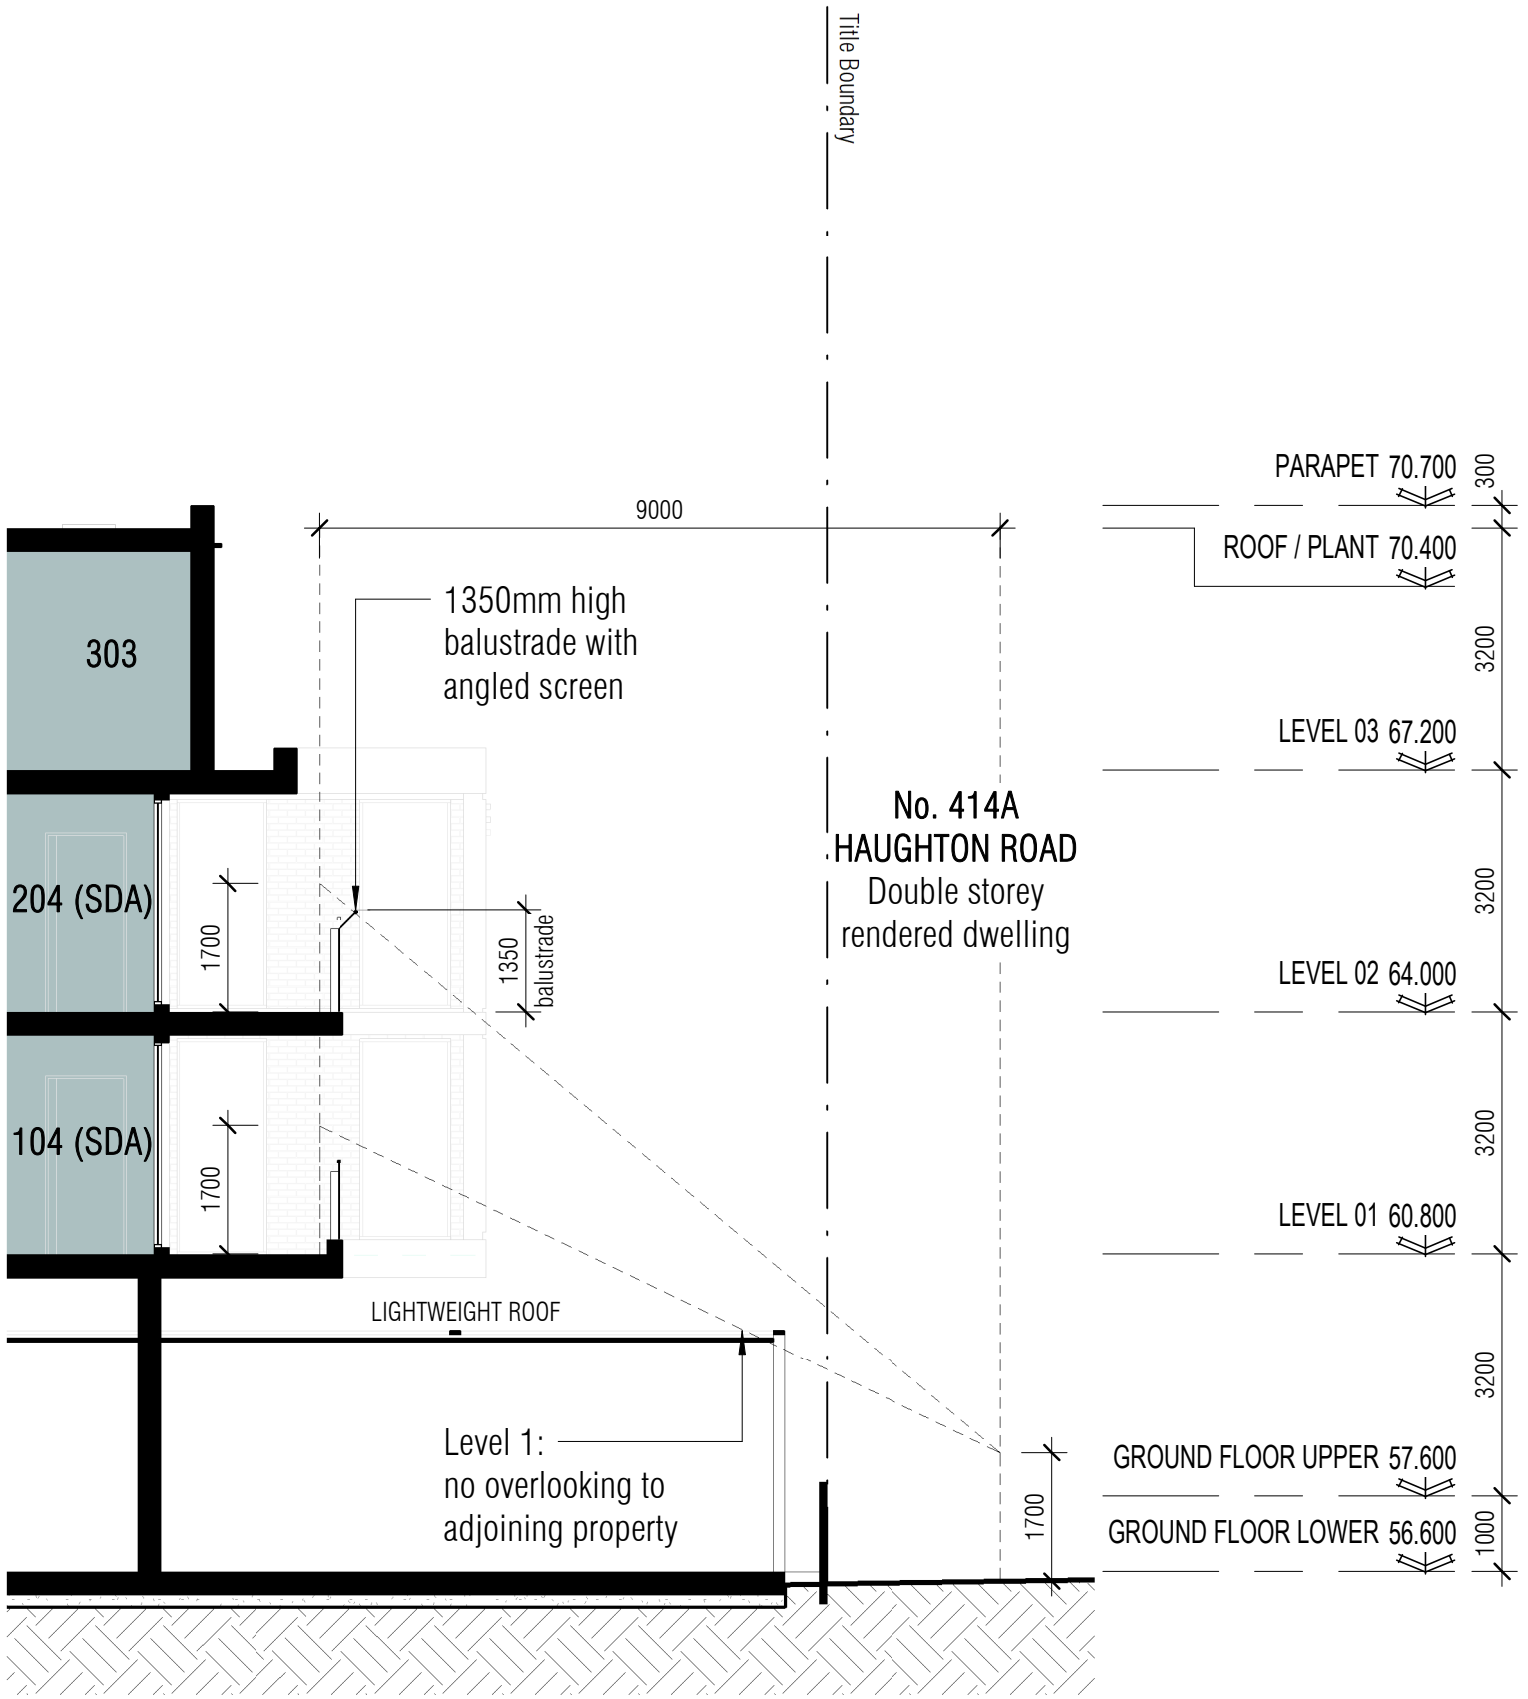 Title Boundary
PARAPET 70.700
300
9000
ROOF / PLANT 70.400
1350mm high
balustrade with
angled screen
303
3200
LEVEL 03 67.200
No. 414A
HAUGHTON ROAD
Double storey
rendered dwelling
204 (SDA)
1700
1350
balustrade
3200
LEVEL 02 64.000
104 (SDA)
1700
3200
LEVEL 01 60.800
LIGHTWEIGHT ROOF
3200
Level 1:
no overlooking to
adjoining property
GROUND FLOOR UPPER 57.600
1700
GROUND FLOOR LOWER 56.600
1000